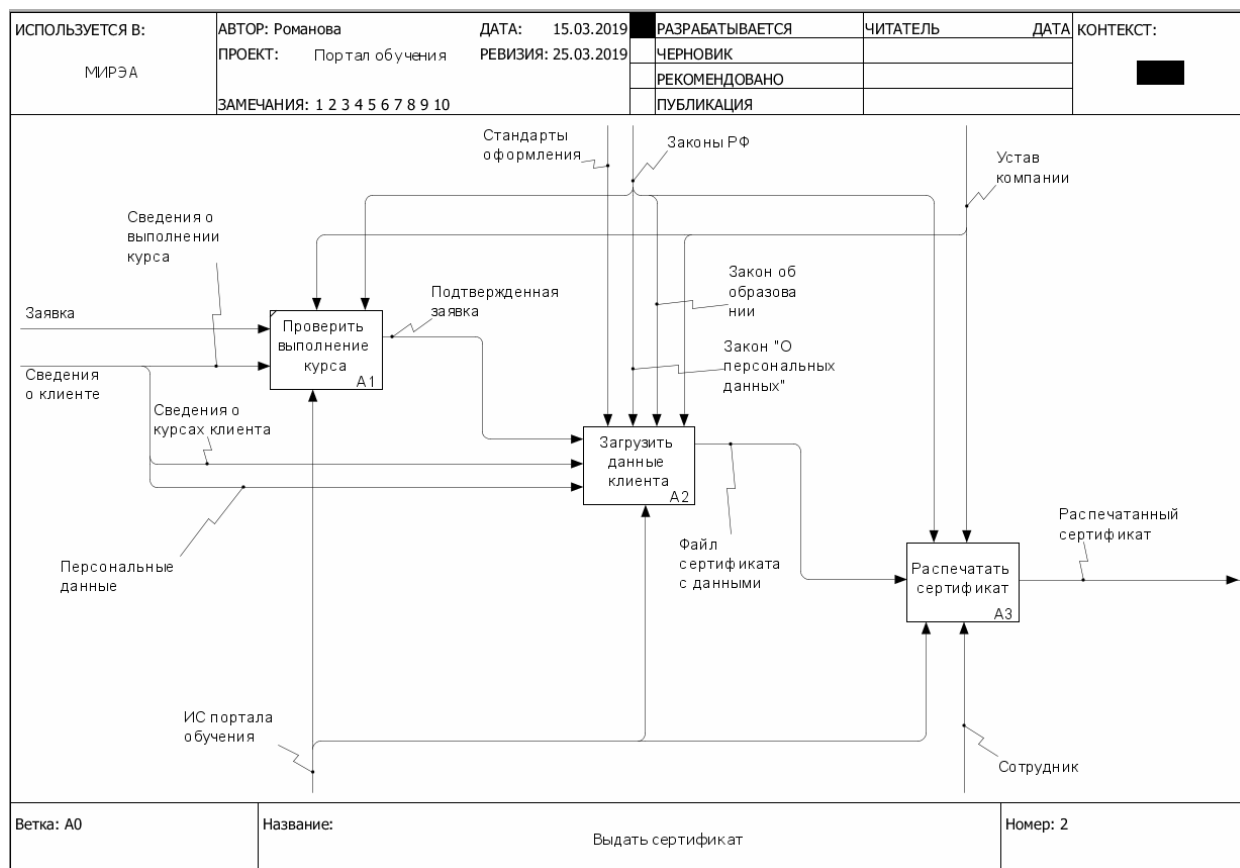 ИСПОЛЬЗУЕТСЯ В:
МИРЭА
АВТОР: Романова
ДАТА: 15.03.2019
ПРОЕКТ: Портал обучения
РЕВИЗИЯ: 25.03.2019
ЗАМЕЧАНИЯ: 1 2 3 4 5 6 7 8 9 10
РАЗРАБАТЫВАЕТСЯ
ЧЕРНОВИК
РЕКОМЕНДОВАНО
ПУБЛИКАЦИЯ
ЧИТАТЕЛЬ
ДАТА
КОНТЕКСТ:
Стандарты
оформления
Законы РФ
Устав
компании
Сведения о
выполнении
курса
Заявка
Сведения
о клиенте
Проверить
выполнение
курса
A1
Подтвержденная
заявка
Закон об
образова
нии
Закон "О
персональных
данных"
Сведения о
курсах клиента
Загрузить
данные
клиента
A2
Персональные
данные
Файл
сертификата
с данными
Распечатать
сертификат
A3
Распечатанный
сертификат
ИС портала
обучения
Сотрудник
Ветка: A0
Название:
Выдать сертификат
Номер: 2